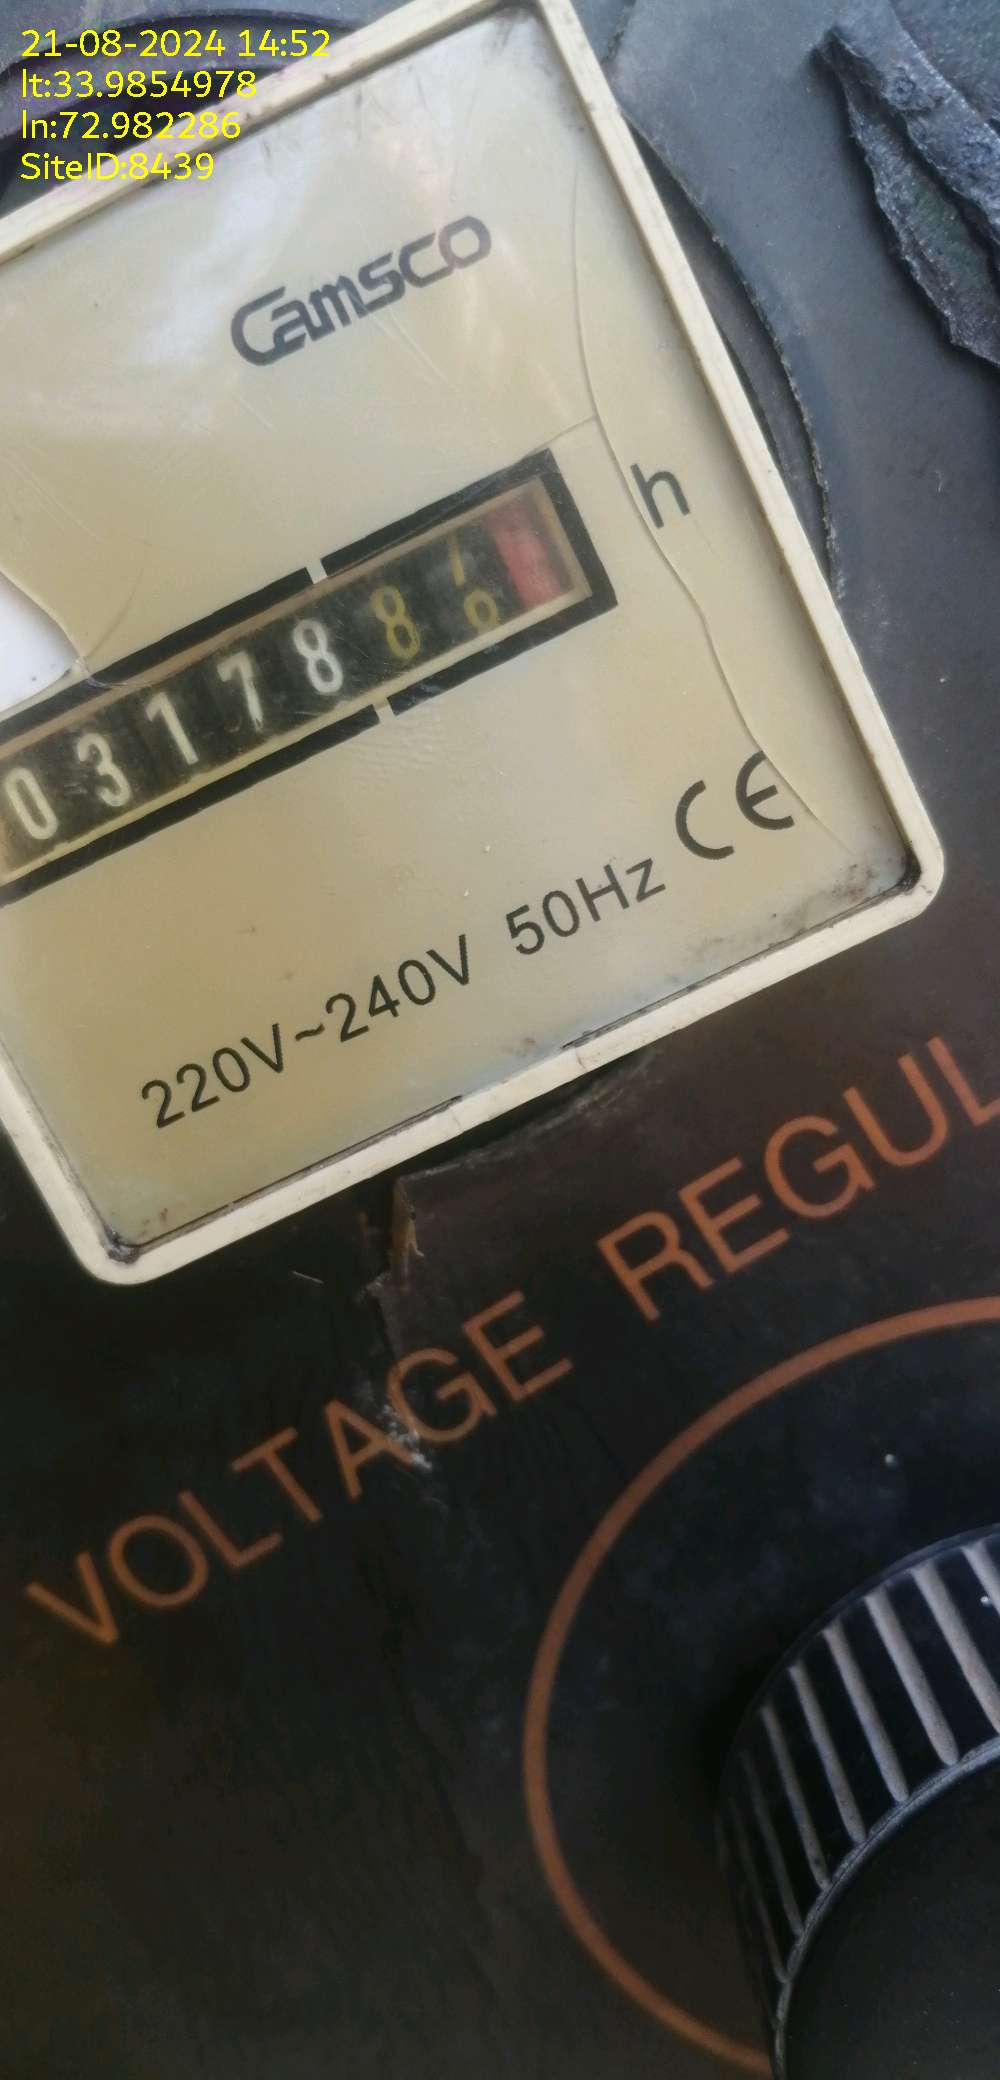 21-08-2024 14:52
lt:33.9854978
ln:72.982286
SiteID:8439
Camsco
h
031788
CE
220V~240V 50Hz
VOLTAGE REGUL